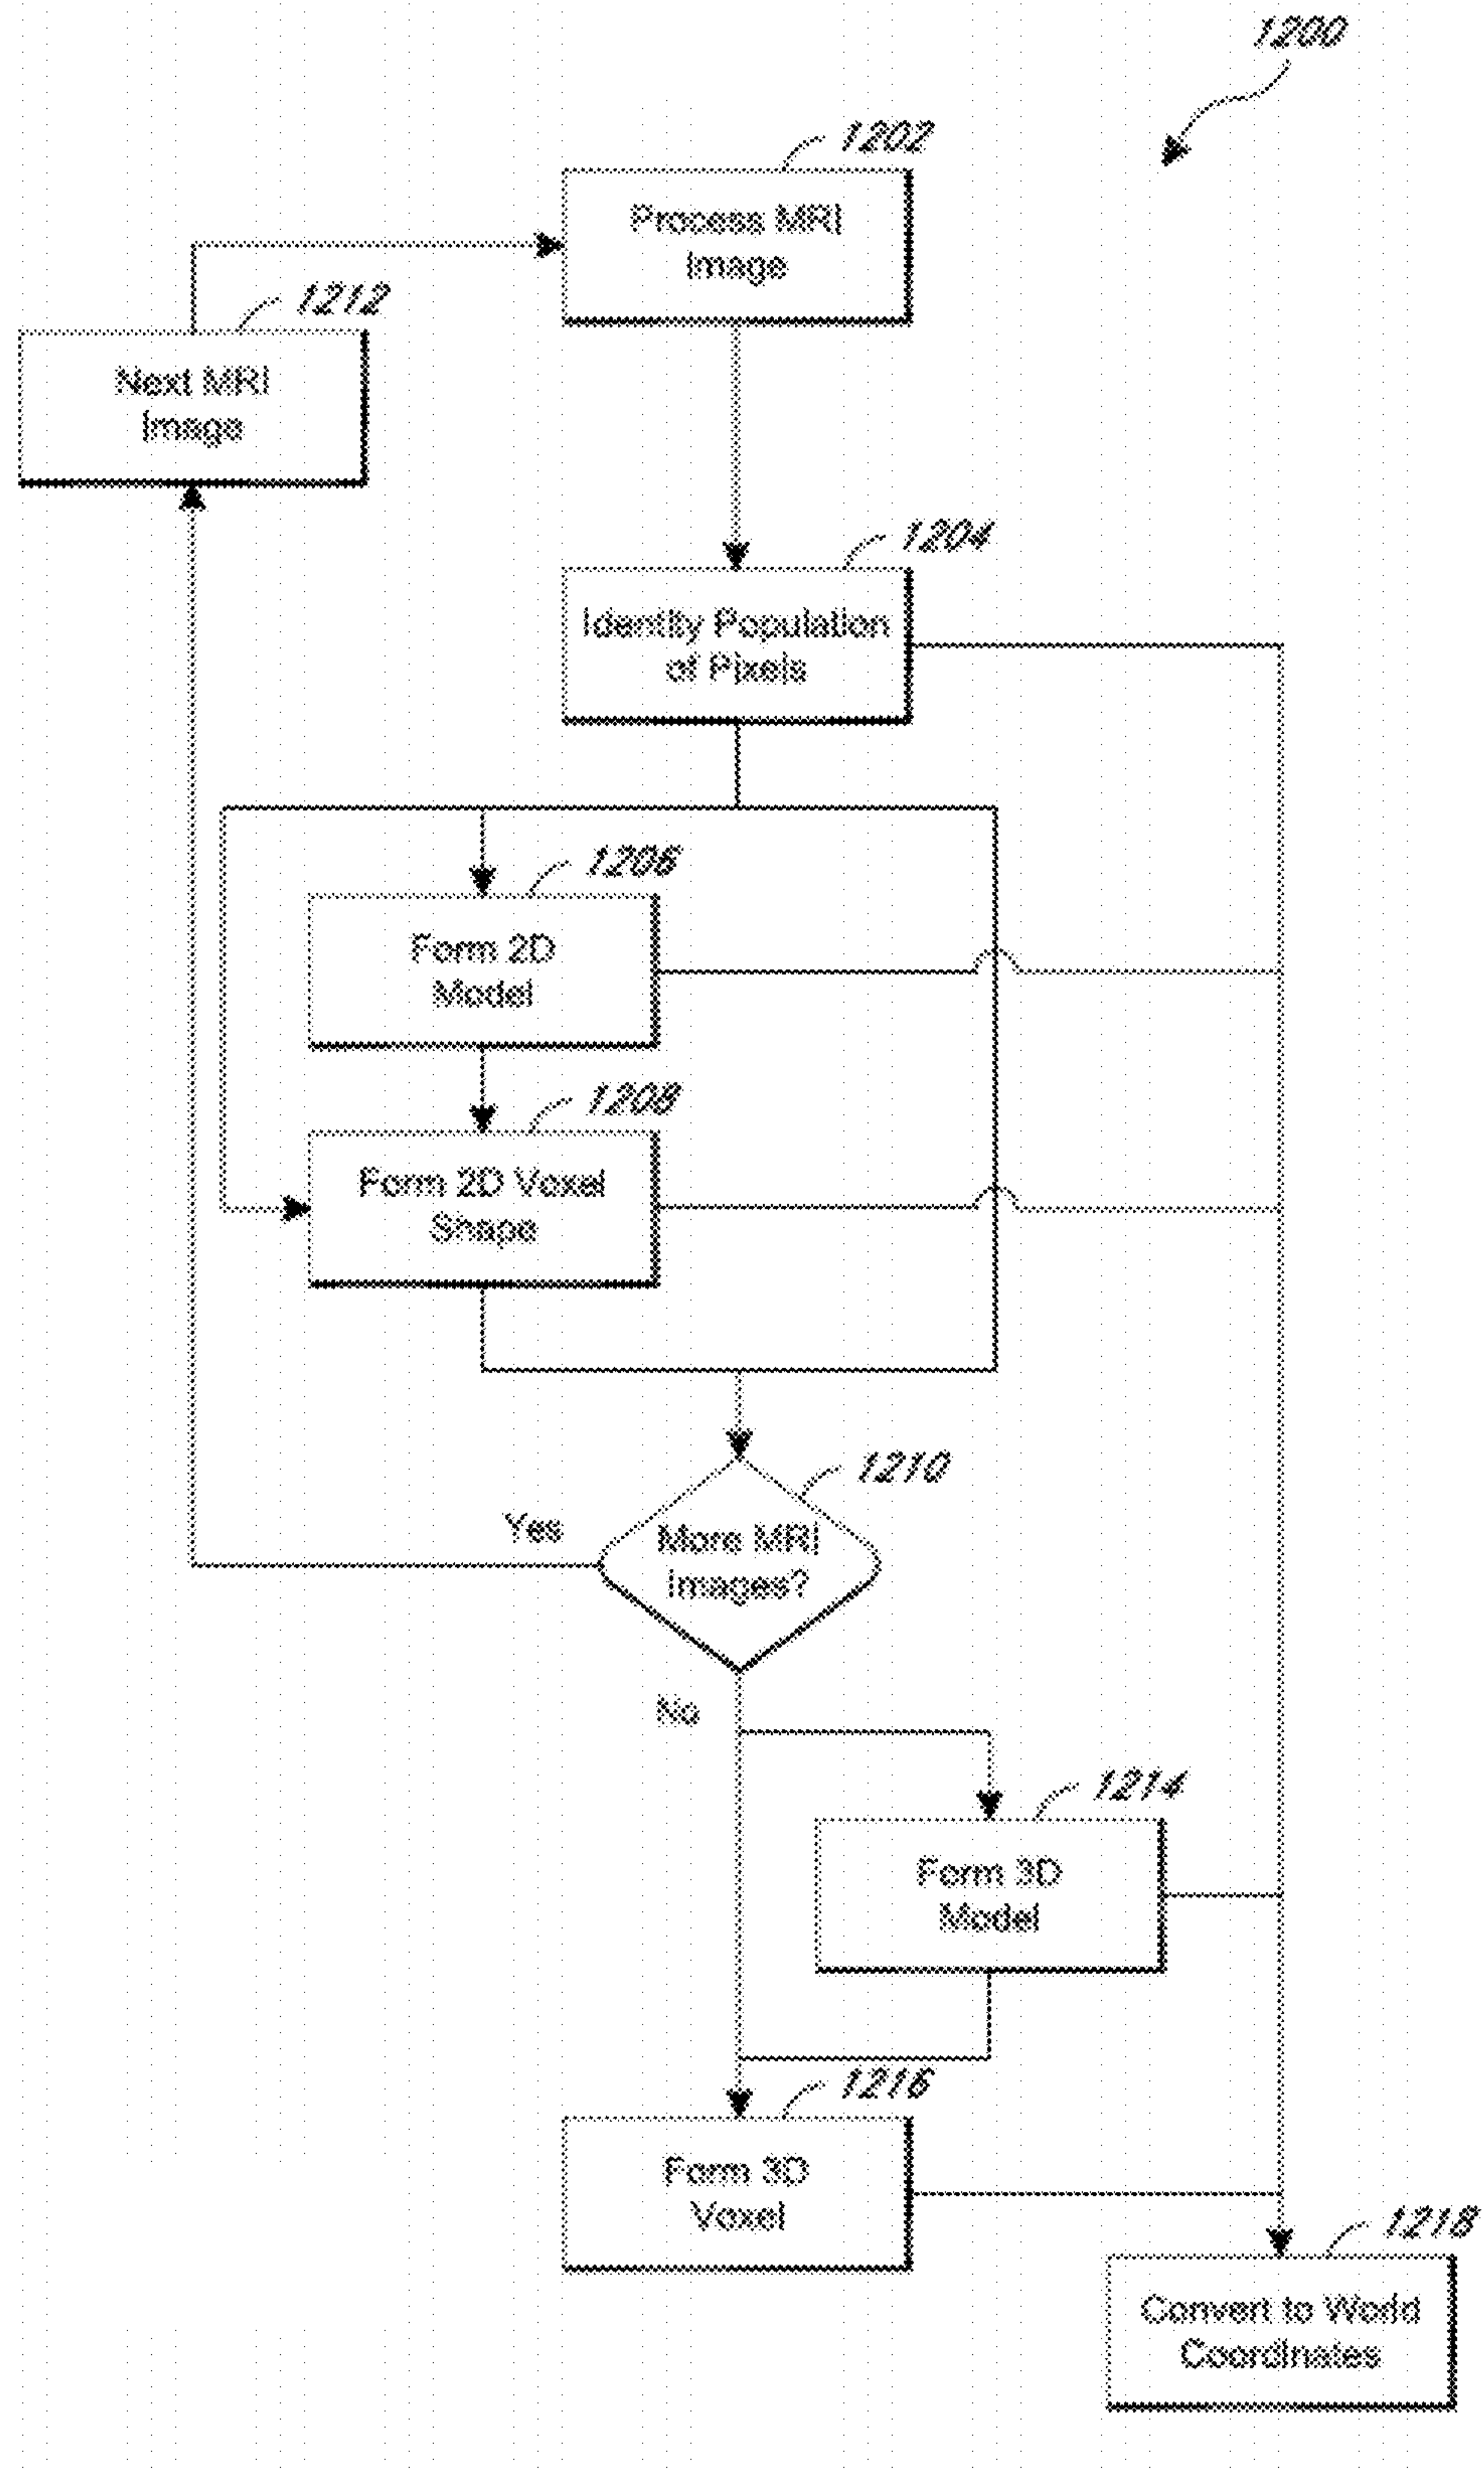 1200
1202
Process MRI
Image
1212
Next MRI
Image
1204
Identity Population
of Pixels
1206
Form 2D
Model
1208
Form 2D Voxel
Shape
1210
Yes
More MRI
Images?
No
1214
Form 3D
Model
1216
Form 3D
Voxel
1218
Convert to World
Coordinates